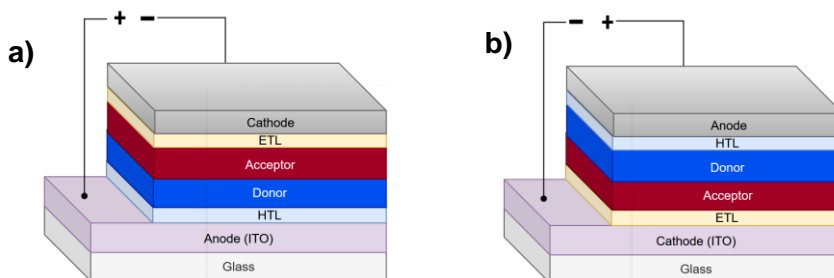 a)
+ -
Cathode
ETL
Acceptor
Donor
HTL
Anode (ITO)
Glass
b)
- +
Anode
HTL
Donor
Acceptor
ETL
Cathode (ITO)
Glass